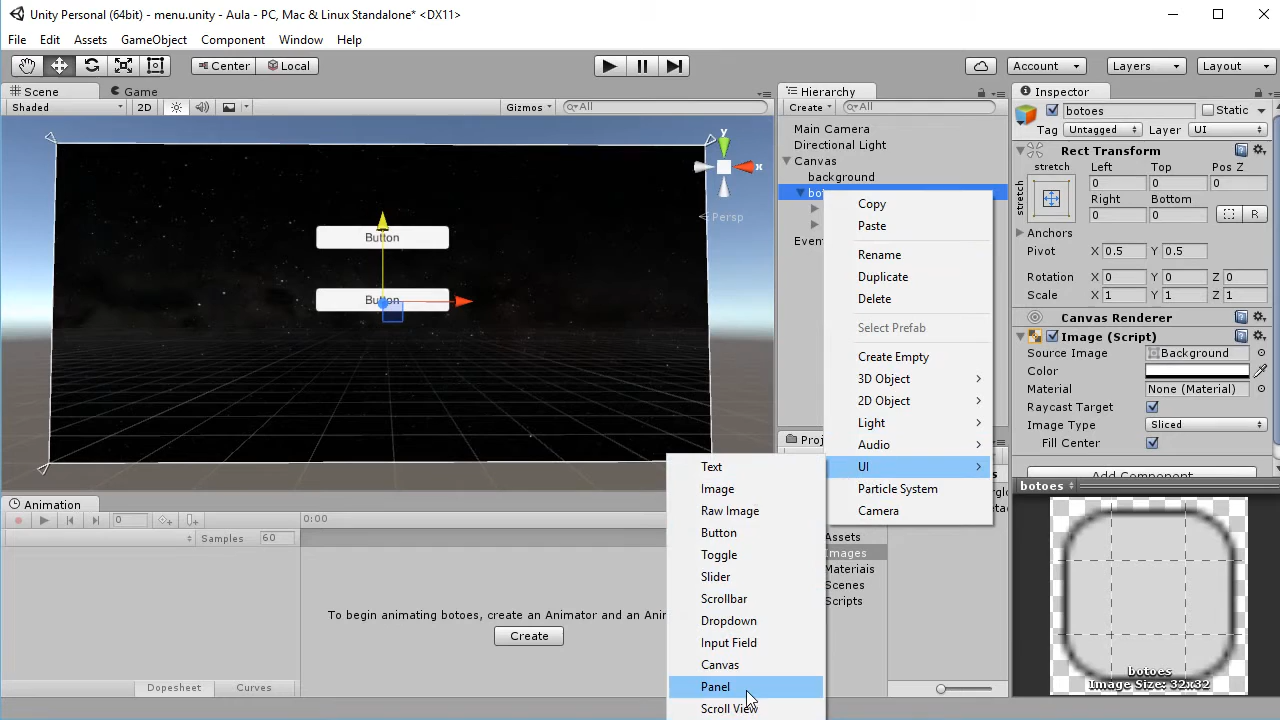 Unity Personal (64bit) - menu.unity - Aula - PC, Mac & Linux Standalone* <DX11>
File Edit Assets GameObject Component Window Help
Center Local Account Layers Layout
Scene Game Hierarchy Inspector
Shaded 2D Gizmos All Create All botoes Static
Tag Untagged Layer UI
Main Camera
Directional Light
Canvas
background
Rect Transform
stretch Left Top Pos Z
0 0 0
stretch Right Bottom
0 0 R
Anchors
Pivot X 0.5 Y 0.5
Rotation X 0 Y 0 Z 0
Scale X 1 Y 1 Z 1
Canvas Renderer
Image (Script)
Source Image Background
Color
Material None (Material)
Raycast Target
Image Type Sliced
Fill Center
Add Component
botoes
botoes
Image Size: 32x32
y
x
Persp
Button
Button
Copy
Paste
Rename
Duplicate
Delete
Select Prefab
Create Empty
3D Object
2D Object
Light
Audio
UI
Particle System
Camera
Text
Image
Raw Image
Button
Toggle
Slider
Scrollbar
Dropdown
Input Field
Canvas
Panel
Scroll View
Assets
Images
Materiais
Scenes
Scripts
Animation
0 0:00
Samples 60
To begin animating botoes, create an Animator and an
Create
Dopesheet Curves